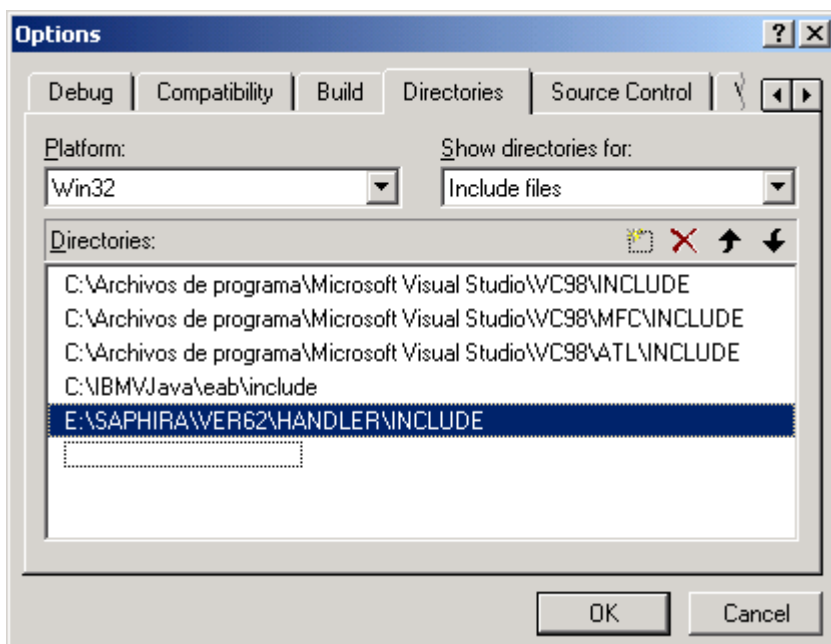 Options
Debug Compatibility Build Directories Source Control
Platform: Show directories for:
Win32 Include files
Directories:
C:\Archivos de programa\Microsoft Visual Studio\VC98\INCLUDE
C:\Archivos de programa\Microsoft Visual Studio\VC98\MFC\INCLUDE
C:\Archivos de programa\Microsoft Visual Studio\VC98\ATL\INCLUDE
C:\IBMVJava\eab\include
E:\SAPHIRA\VER62\HANDLER\INCLUDE
OK Cancel